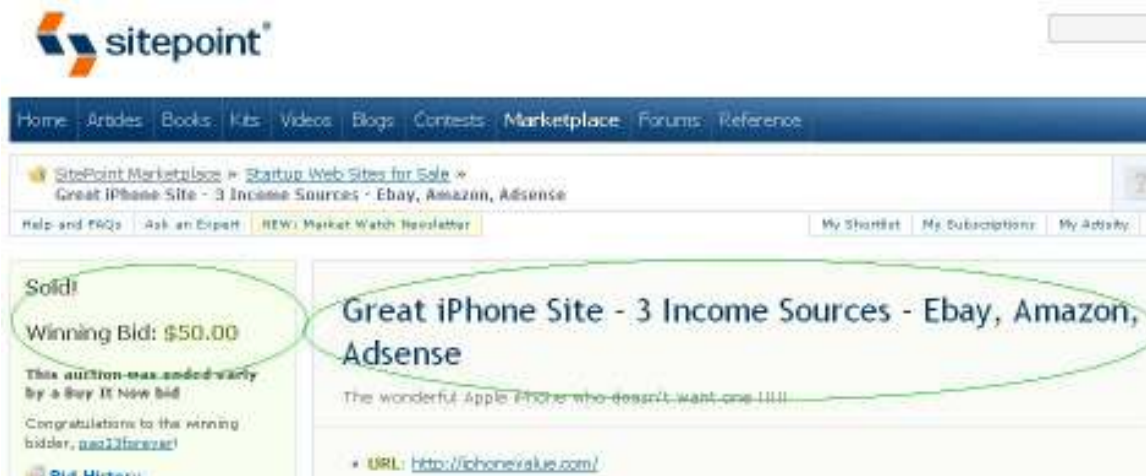 sitepoint®
Home Articles Books Kits Videos Blogs Contests Marketplace Forums Reference
SitePoint Marketplace » Startup Web Sites for Sale »
Great iPhone Site - 3 Income Sources - Ebay, Amazon, Adsense
Help and FAQs Ask an Expert NEW: Market Watch Newsletter
My Shortlist My Subscriptions My Activity
Sold!
Winning Bid: $50.00
This auction was ended early
by a Buy It Now bid
Congratulations to the winning
bidder, pag13forever!
Bid History
Great iPhone Site - 3 Income Sources - Ebay, Amazon,
Adsense
The wonderful Apple iPhone who doesn't want one !!!!!
URL: http://iphonevalue.com/